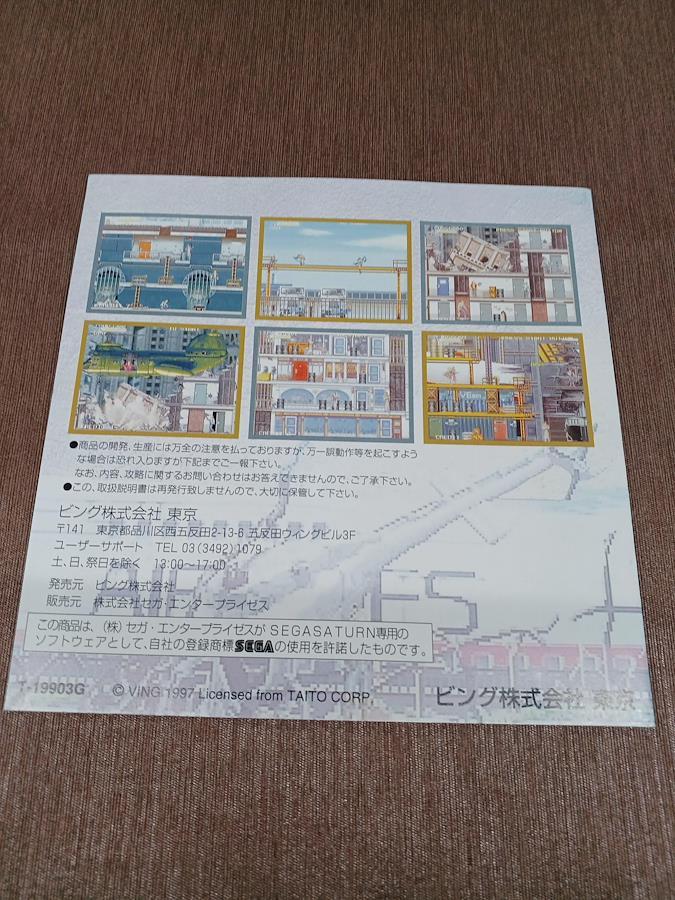 ●商品の開発、生産には万全の注意を払っておりますが、万一誤動作等を起こすよう
な場合は恐れ入りますが下記までご一報下さい。
なお、内容、攻略に関するお問い合わせはお答えできませんので、ご了承下さい。
●この、取扱説明書は再発行致しませんので、大切に保管して下さい。
ビング株式会社 東京
〒141 東京都品川区西五反田2-13-6 五反田ウィングビル3F
ユーザーサポート TEL 03(3492)1079
土、日、祭日を除く 13:00〜17:00
発売元 ビング株式会社
販売元 株式会社セガ・エンタープライゼス
この商品は、(株)セガ・エンタープライゼスがSEGASATURN専用の
ソフトウェアとして、自社の登録商標SEGAの使用を許諾したものです。
T-19903G © VING 1997 Licensed from TAITO CORP. ビング株式会社 東京